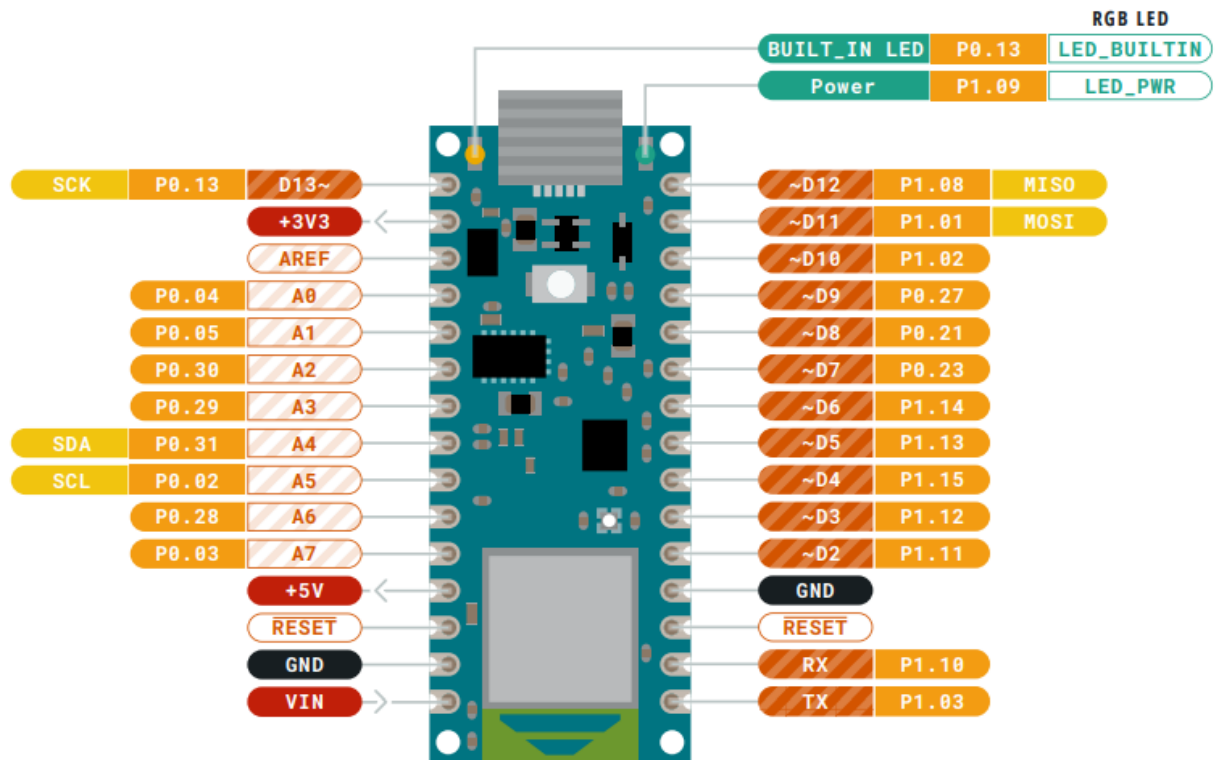 RGB LED
BUILT_IN LED P0.13 LED_BUILTIN
Power P1.09 LED_PWR
SCK P0.13 D13~
+3V3
AREF
P0.04 A0
P0.05 A1
P0.30 A2
P0.29 A3
SDA P0.31 A4
SCL P0.02 A5
P0.28 A6
P0.03 A7
+5V
RESET
GND
VIN
~D12 P1.08 MISO
~D11 P1.01 MOSI
~D10 P1.02
~D9 P0.27
~D8 P0.21
~D7 P0.23
~D6 P1.14
~D5 P1.13
~D4 P1.15
~D3 P1.12
~D2 P1.11
GND
RESET
RX P1.10
TX P1.03